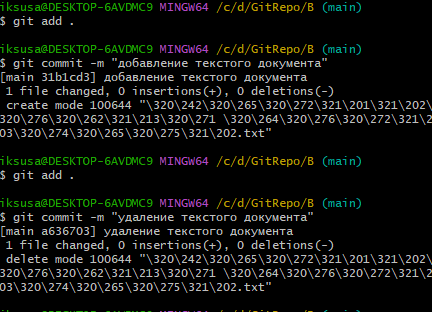 iksusa@DESKTOP-6AVDMC9 MINGW64 /c/d/GitRepo/B (main)
$ git add .
iksusa@DESKTOP-6AVDMC9 MINGW64 /c/d/GitRepo/B (main)
$ git commit -m "добавление текстого документа"
[main 31b1cd3] добавление текстого документа
1 file changed, 0 insertions(+), 0 deletions(-)
create mode 100644 "\320\242\320\265\320\272\321\201\321\202\
320\276\320\262\321\213\320\271 \320\264\320\276\320\272\321\2
03\320\274\320\265\320\275\321\202.txt"
iksusa@DESKTOP-6AVDMC9 MINGW64 /c/d/GitRepo/B (main)
$ git add .
iksusa@DESKTOP-6AVDMC9 MINGW64 /c/d/GitRepo/B (main)
$ git commit -m "удаление текстого документа"
[main a636703] удаление текстого документа
1 file changed, 0 insertions(+), 0 deletions(-)
delete mode 100644 "\320\242\320\265\320\272\321\201\321\202\
320\276\320\262\321\213\320\271 \320\264\320\276\320\272\321\2
03\320\274\320\265\320\275\321\202.txt"